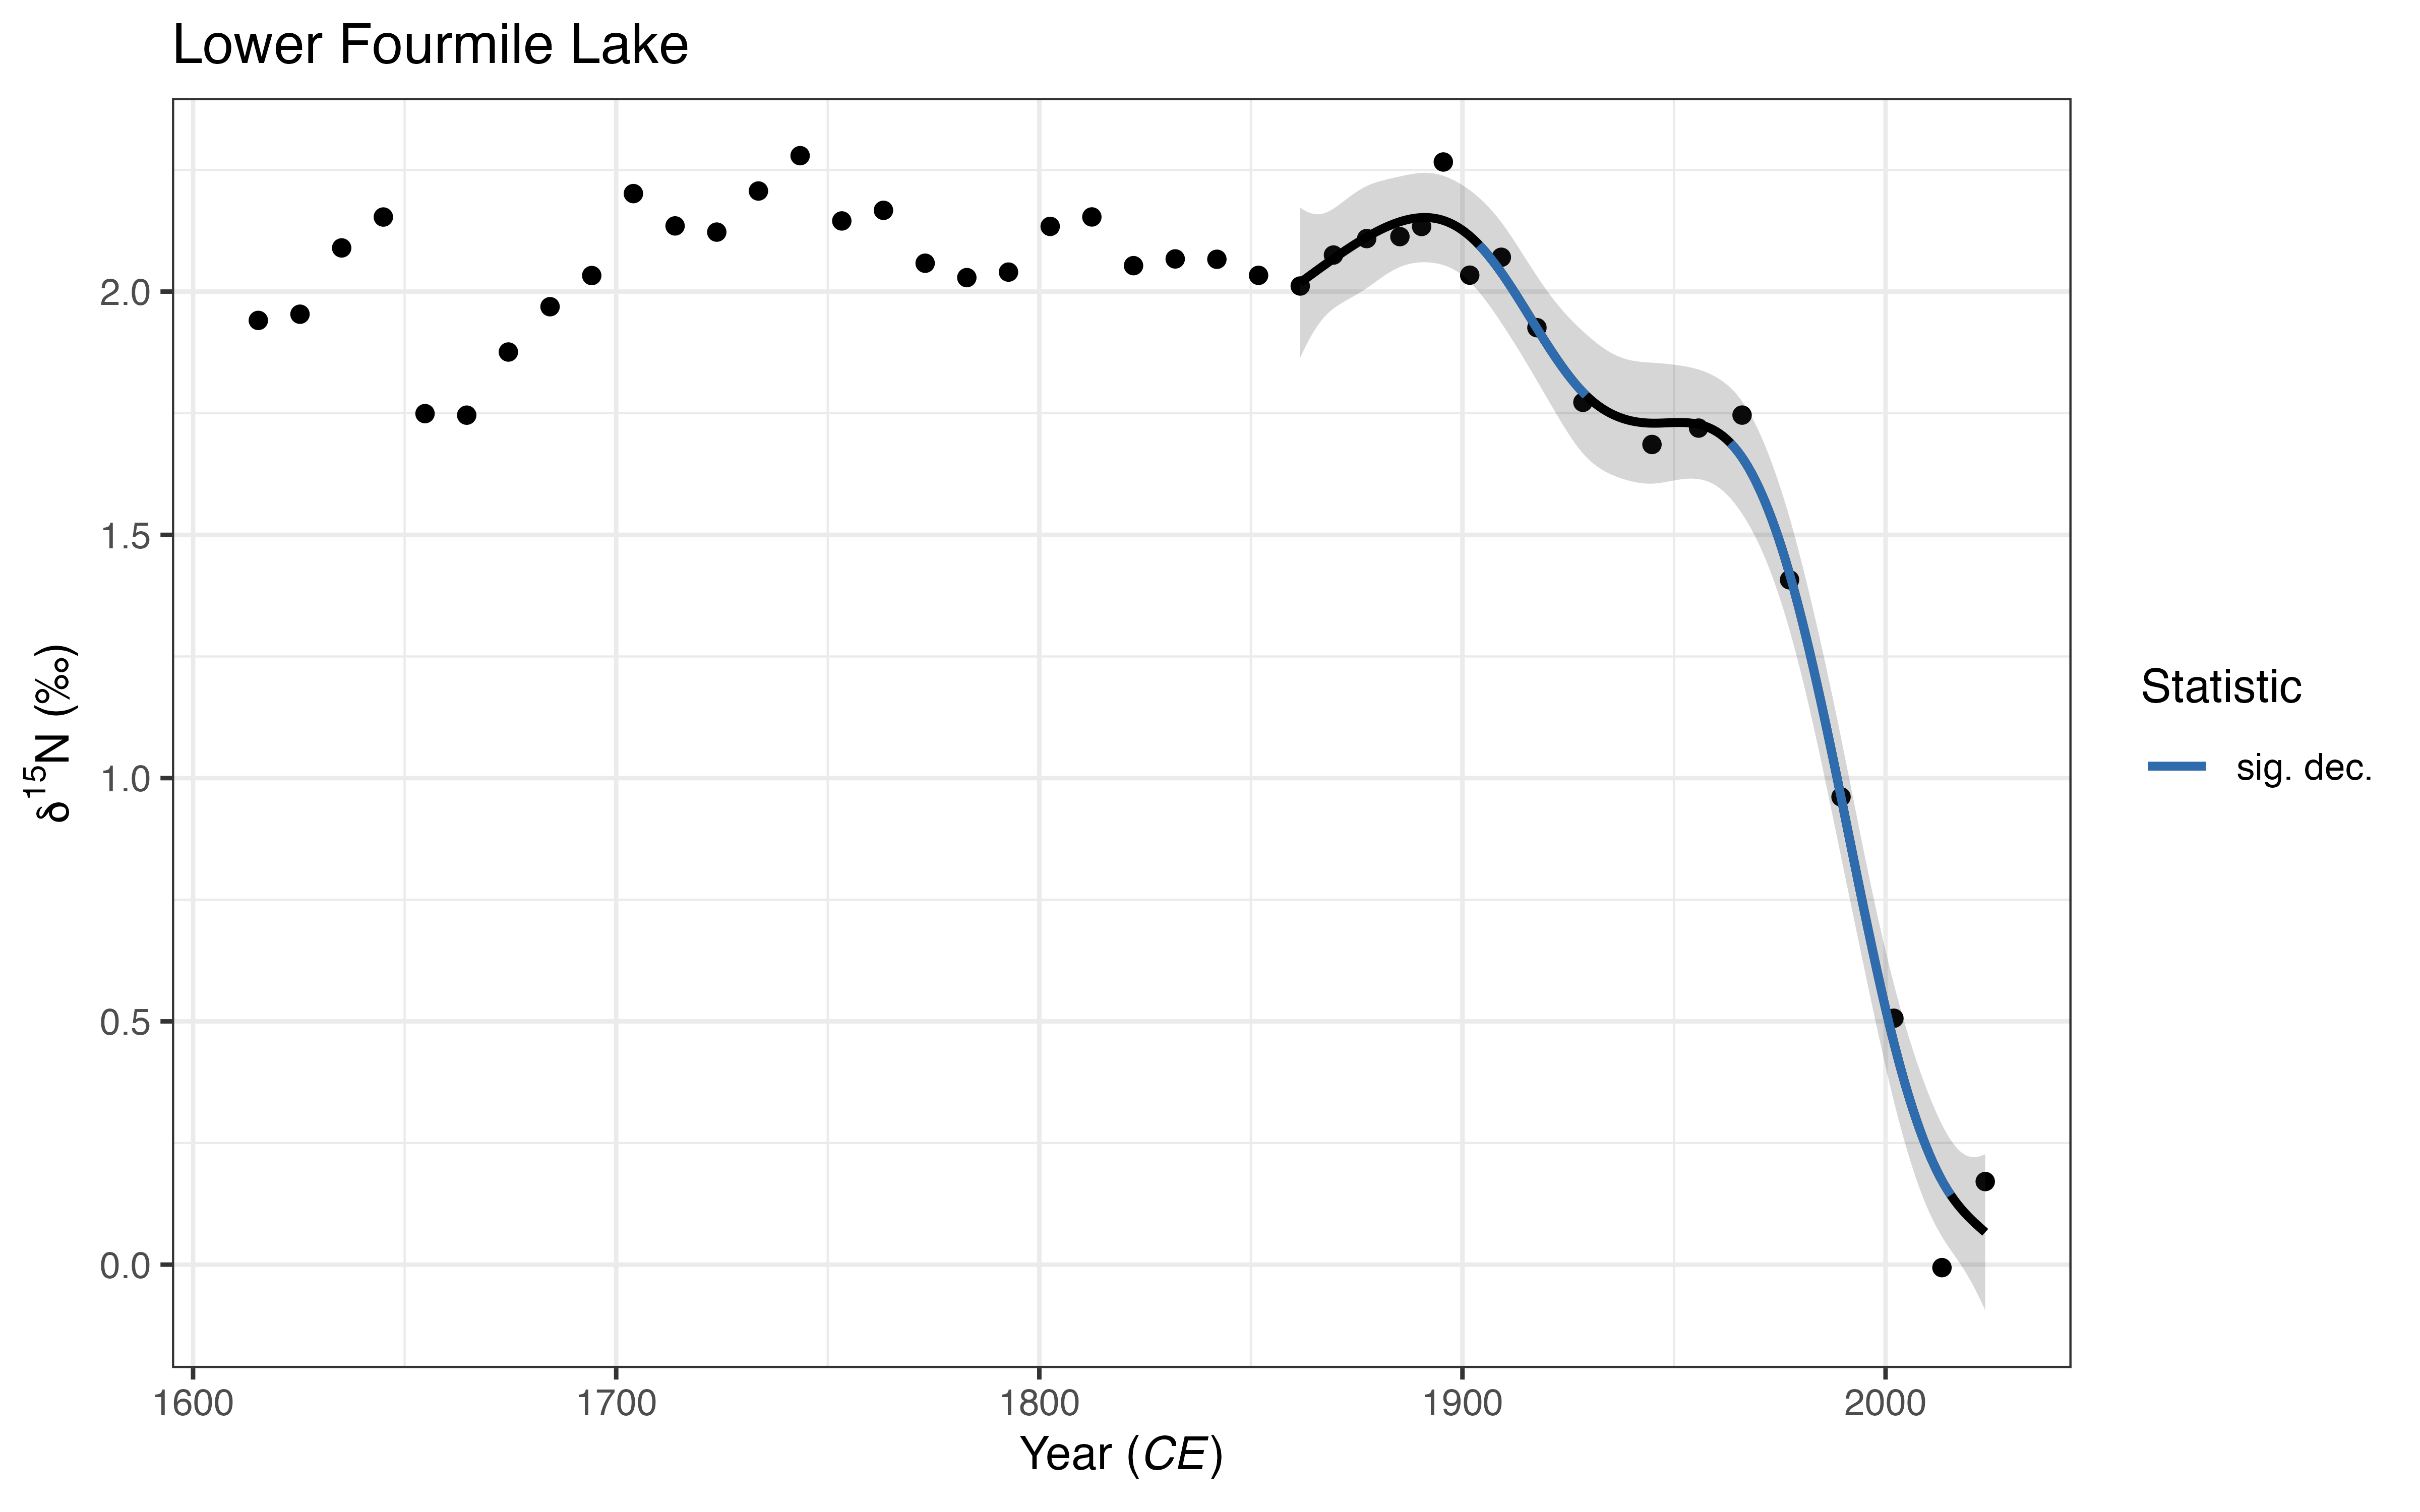 Lower Fourmile Lake
δ¹⁵N (‰)
2.0
1.5
1.0
0.5
0.0
1600 1700 1800 1900 2000
Year (CE)
Statistic
sig. dec.